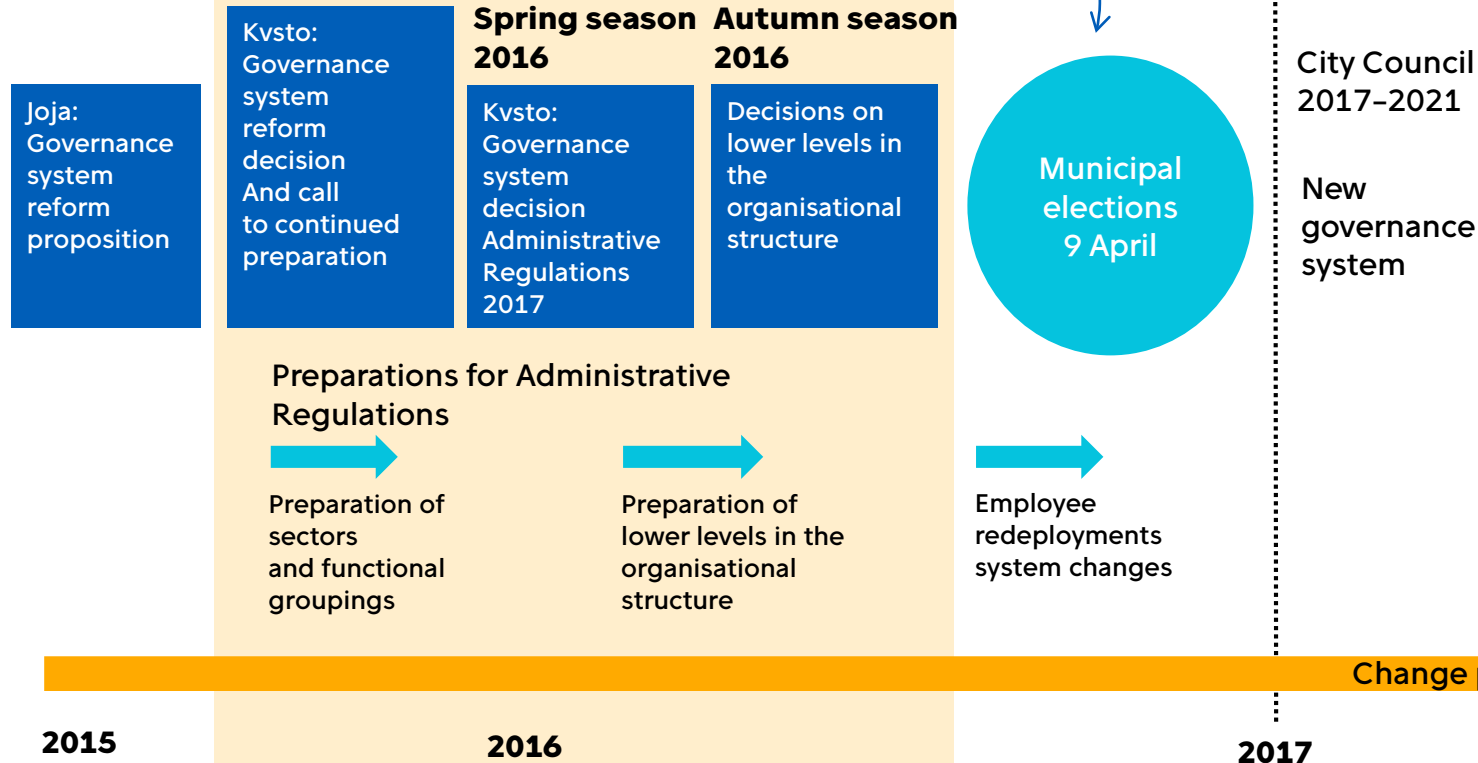 Joja:
Governance
system
reform
proposition
Kvsto:
Governance
system
reform
decision
And call
to continued
preparation
Spring season
2016
Kvsto:
Governance
system
decision
Administrative
Regulations
2017
Autumn season
2016
Decisions on
lower levels in
the
organisational
structure
Municipal
elections
9 April
City Council
2017–2021
New
governance
system
Preparations for Administrative
Regulations
Preparation of
sectors
and functional
groupings
Preparation of
lower levels in the
organisational
structure
Employee
redeployments
system changes
Change
2015
2016
2017